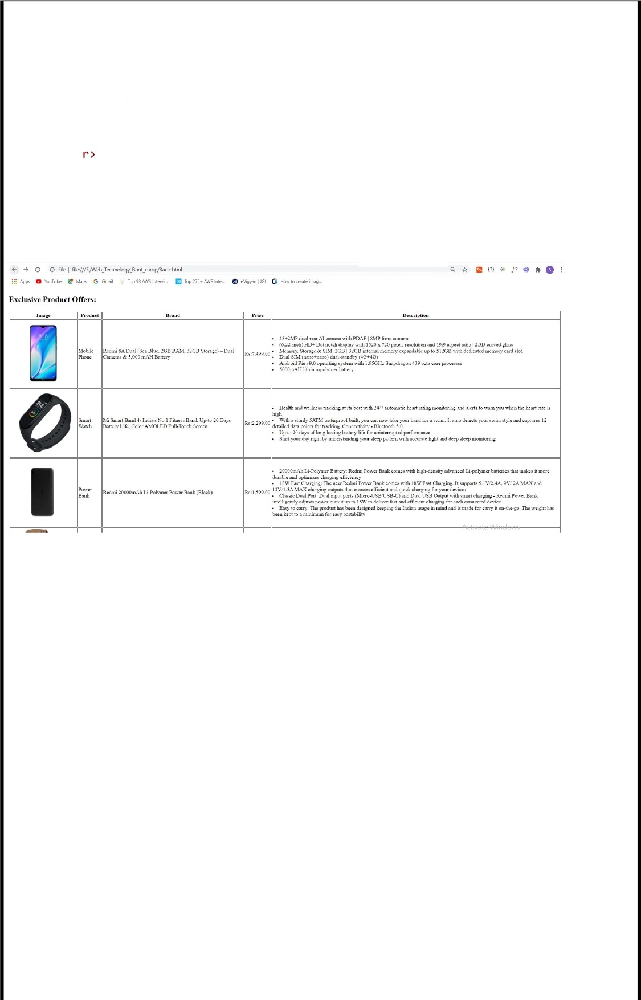 r>
File | file:///F:/Web_Technology_Boot_camp/Bacic.html
Apps YouTube Maps Gmail Top 93 AWS Intervi... Top 275+ AWS Inte... eVigyan | JGI How to create imag...
Exclusive Product Offers:
Image Product Brand Price Description
8:16
Mobile
Phone
Redmi 8A Dual (Sea Blue, 2GB RAM, 32GB Storage) – Dual
Cameras & 5,000 mAH Battery
Rs:7,499.00
• 13+2MP dual rear AI camera with PDAF | 8MP front camera
• (6.22-inch) HD+ Dot notch display with 1520 x 720 pixels resolution and 19:9 aspect ratio | 2.5D curved glass
• Memory, Storage & SIM: 2GB | 32GB internal memory expandable up to 512GB with dedicated memory card slot.
• Dual SIM (nano+nano) dual-standby (4G+4G)
• Android Pie v9.0 operating system with 1.95GHz Snapdragon 439 octa core processor
• 5000mAH lithium-polymer battery
Smart
Watch
Mi Smart Band 4- India's No.1 Fitness Band, Up-to 20 Days
Battery Life, Color AMOLED Full-Touch Screen
Rs:2,299.00
• Health and wellness tracking at its best with 24/7 automatic heart rating monitoring and alerts to warn you when the heart rate is
high
• With a sturdy 5ATM waterproof built, you can now take your band for a swim. It auto detects your swim style and captures 12
detailed data points for tracking. Connectivity - Bluetooth 5.0
• Up to 20 days of long lasting battery life for uninterrupted performance
• Start your day right by understanding your sleep pattern with accurate light and deep sleep monitoring
Power
Bank
Redmi 20000mAh Li-Polymer Power Bank (Black)
Rs:1,599.00
• 20000mAh Li-Polymer Battery: Redmi Power Bank comes with high-density advanced Li-polymer batteries that makes it more
durable and optimizes charging efficiency
• 18W Fast Charging: The new Redmi Power Bank comes with 18W Fast Charging. It supports 5.1V/2.4A, 9V/ 2A MAX and
12V/1.5A MAX charging outputs that ensures efficient and quick charging for your devices
• Classic Dual Port: Dual input ports (Micro-USB/USB-C) and Dual USB Output with smart charging - Redmi Power Bank
intelligently adjusts power output up to 18W to deliver fast and efficient charging for each connected device
• Easy to carry: The product has been designed keeping the Indian usage in mind and is made for carry it on-the-go. The weight has
been kept to a minimum for easy portability
Activate Windows